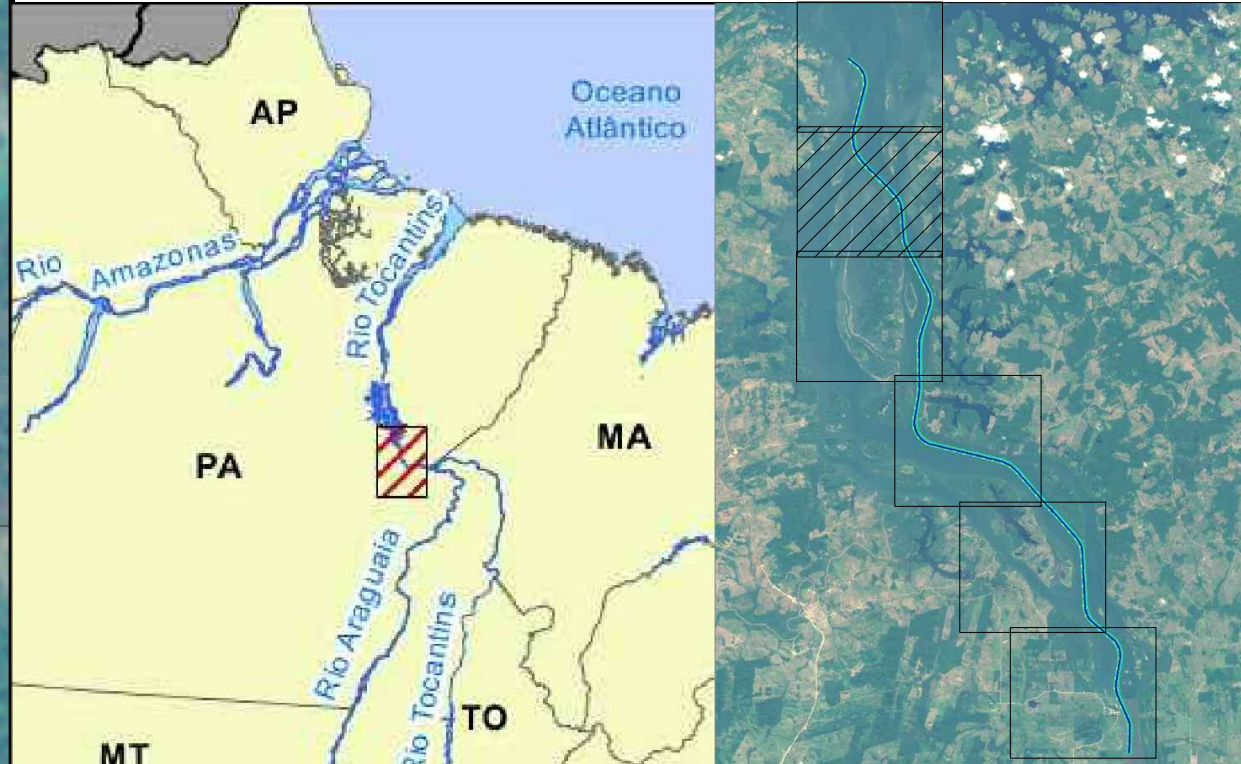 AP
Oceano
Atlântico
Rio Amazonas
Rio Tocantins
PA
MA
Rio Araguaia
Rio Tocantins
TO
MT